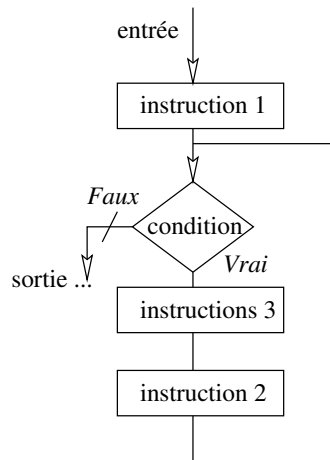 entrée
instruction 1
Faux
condition
Vrai
sortie ...
instructions 3
instruction 2